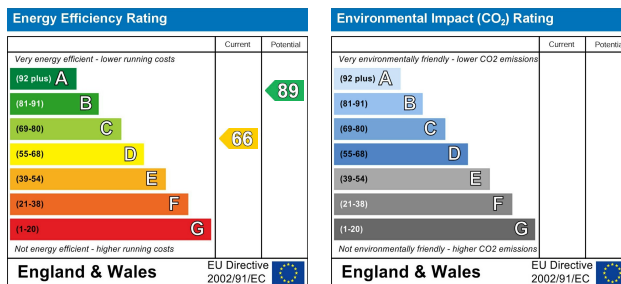 Energy Efficiency Rating
Current Potential
Very energy efficient - lower running costs
(92 plus) A
(81-91) B
(69-80) C
(55-68) D
(39-54) E
(21-38) F
(1-20) G
66
89
Not energy efficient - higher running costs
England & Wales
EU Directive
2002/91/EC
Environmental Impact (CO₂) Rating
Current Potentia
Very environmentally friendly - lower CO2 emissions
(92 plus) A
(81-91) B
(69-80) C
(55-68) D
(39-54) E
(21-38) F
(1-20) G
Not environmentally friendly - higher CO2 emissions
England & Wales
EU Directive
2002/91/EC